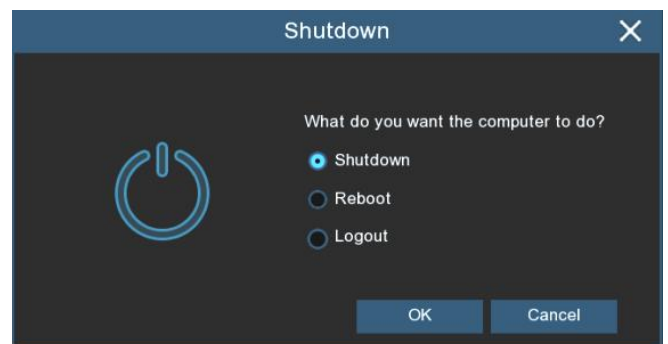 Shutdown
What do you want the computer to do?
Shutdown
Reboot
Logout
OK
Cancel